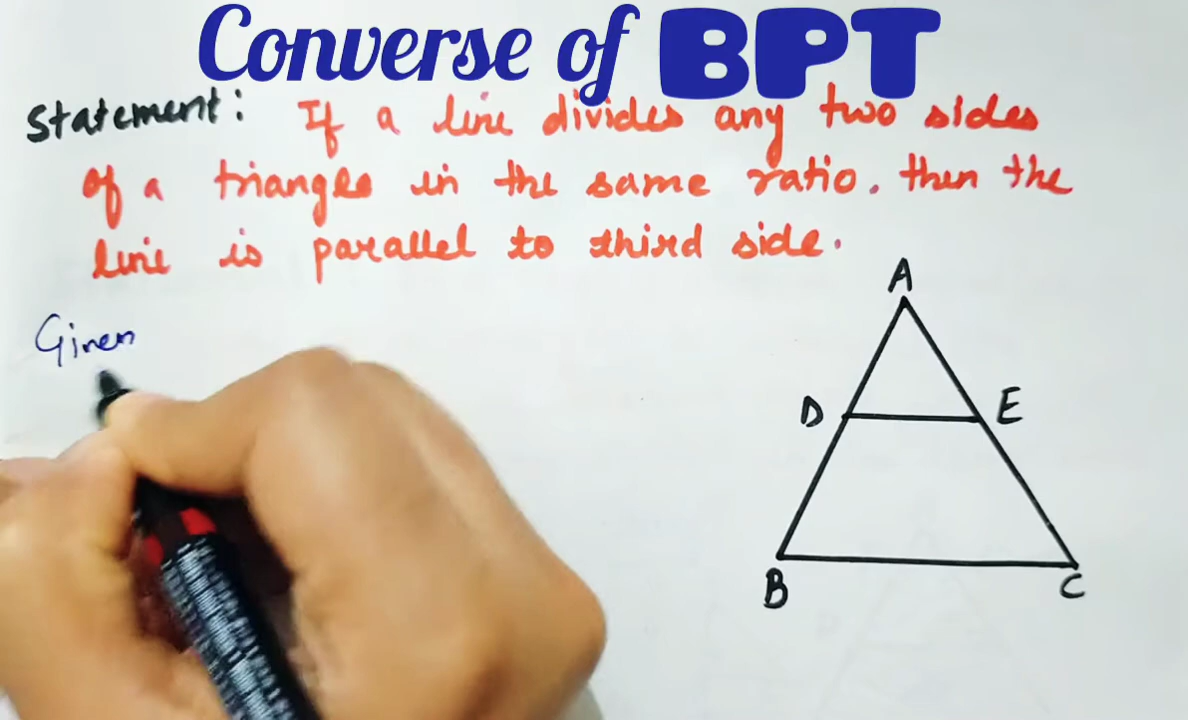 Converse of BPT
Statement: If a line divides any two sides
of a triangle in the same ratio. then the
line is parallel to third side.
A
Given
D E
B C